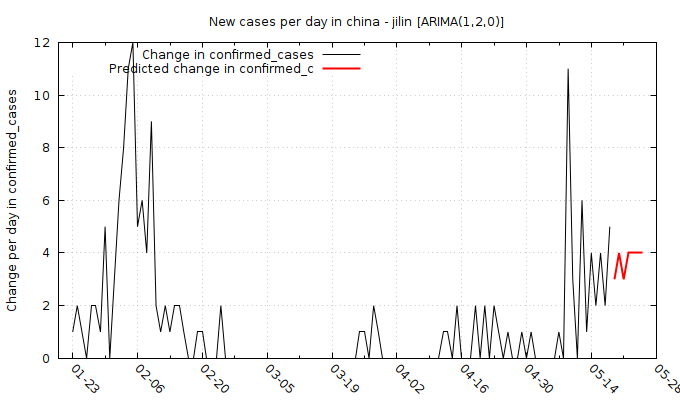 New cases per day in china - jilin [ARIMA(1,2,0)]
Change in confirmed_cases
Predicted change in confirmed_c
Change per day in confirmed_cases
12
10
8
6
4
2
0
01-23 02-06 02-20 03-05 03-19 04-02 04-16 04-30 05-14 05-28